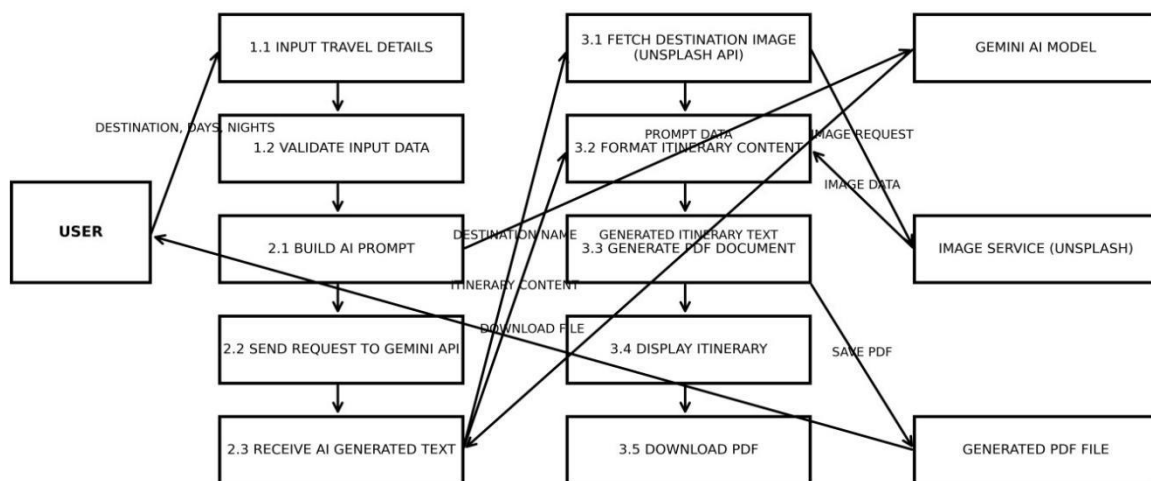 1.1 INPUT TRAVEL DETAILS
3.1 FETCH DESTINATION IMAGE
(UNSPLASH API)
GEMINI AI MODEL
DESTINATION, DAYS, NIGHTS
1.2 VALIDATE INPUT DATA
PROMPT DATA
IMAGE REQUEST
3.2 FORMAT ITINERARY CONTENT
IMAGE DATA
USER
2.1 BUILD AI PROMPT
DESTINATION NAME
GENERATED ITINERARY TEXT
3.3 GENERATE PDF DOCUMENT
IMAGE SERVICE (UNSPLASH)
ITINERARY CONTENT
DOWNLOAD FILE
2.2 SEND REQUEST TO GEMINI API
3.4 DISPLAY ITINERARY
SAVE PDF
2.3 RECEIVE AI GENERATED TEXT
3.5 DOWNLOAD PDF
GENERATED PDF FILE